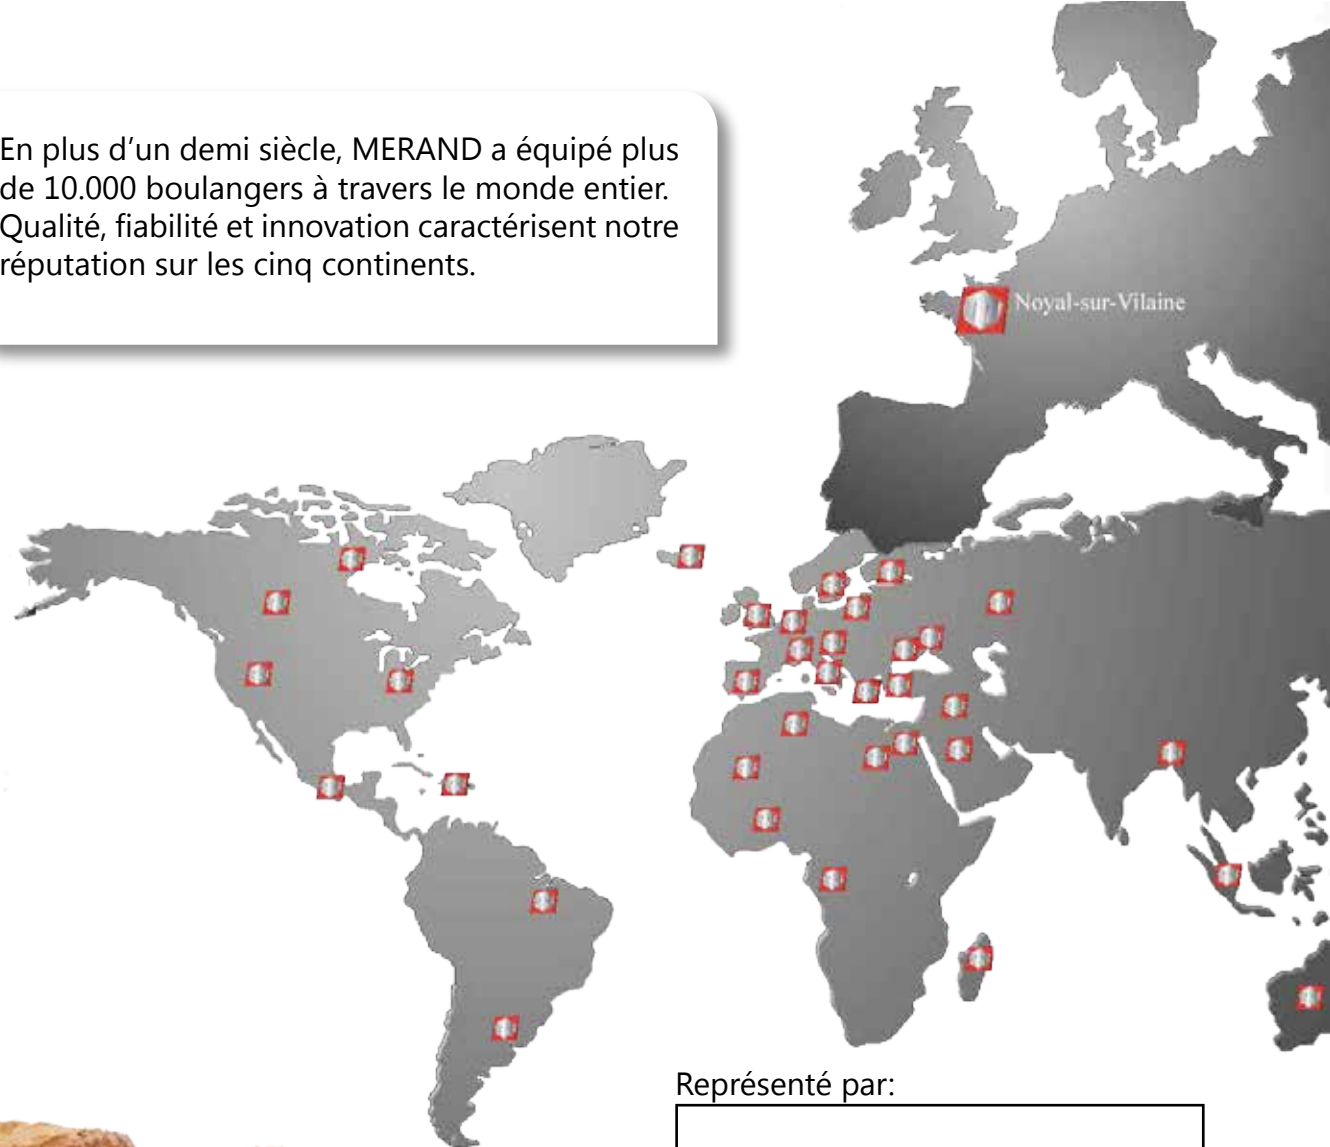 En plus d’un demi siècle, MERAND a équipé plus
de 10.000 boulangers à travers le monde entier.
Qualité, fiabilité et innovation caractérisent notre
réputation sur les cinq continents.
Noyal-sur-Vilaine
Représenté par: